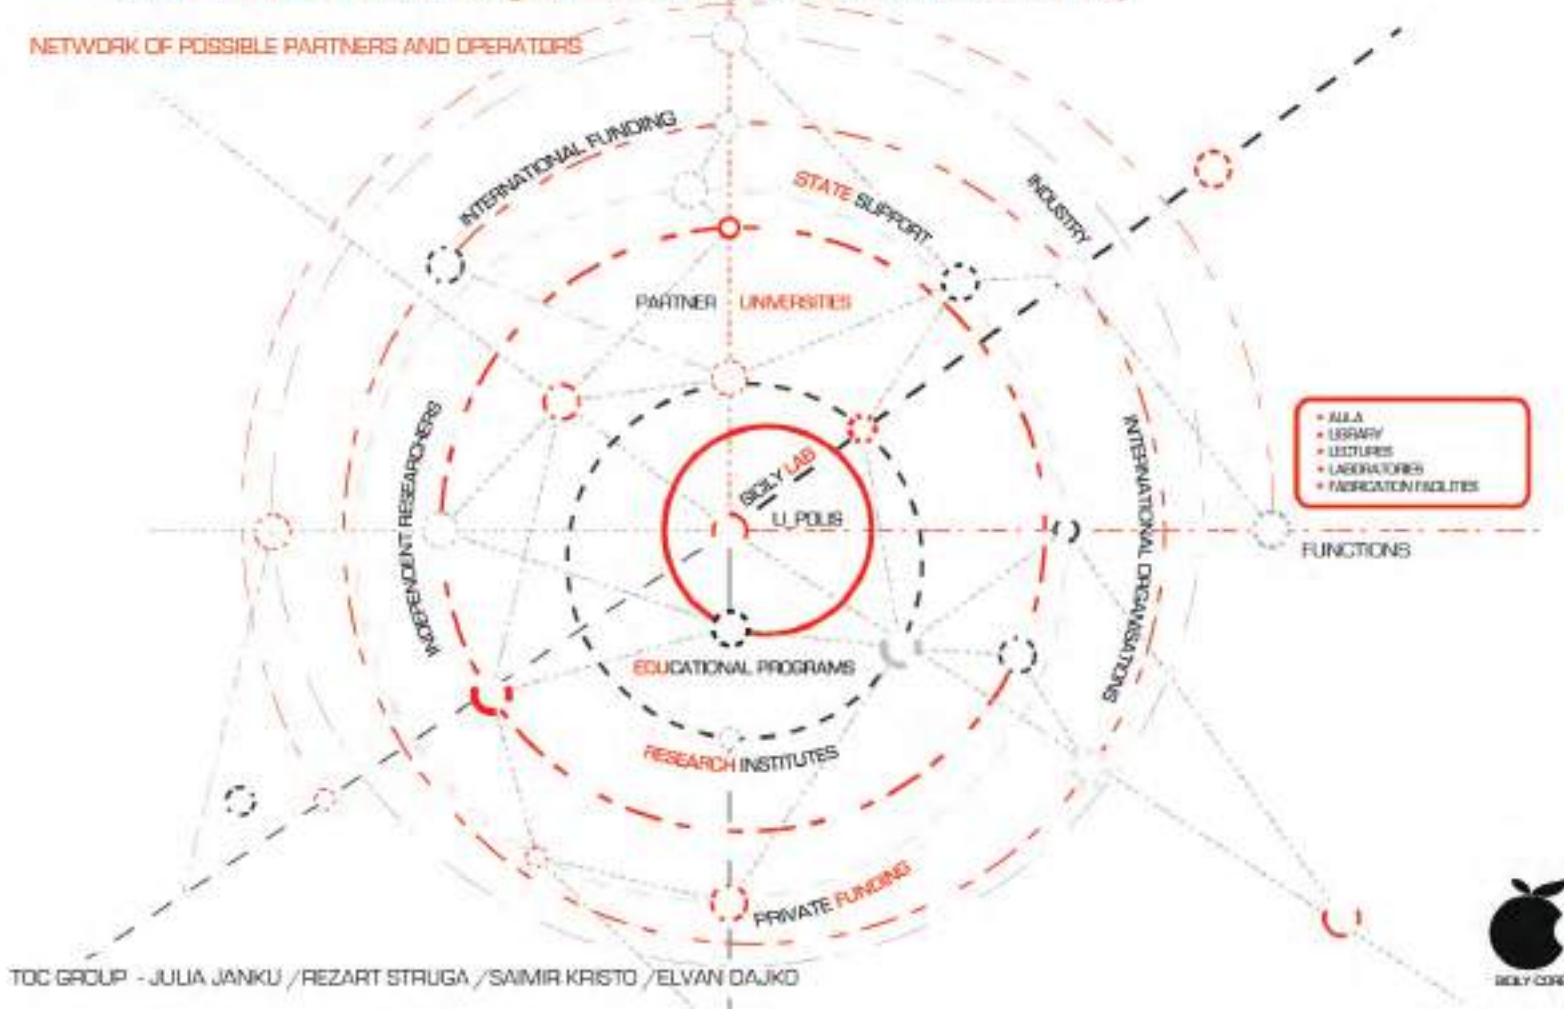 NETWORK OF POSSIBLE PARTNERS AND OPERATORS
INTERNATIONAL FUNDING
STATE SUPPORT
INDUSTRY
PARTNER UNIVERSITIES
INDEPENDENT RESEARCHERS
INTERNATIONAL ORGANISATIONS
• AULA
• LIBRARY
• LECTURES
• LABORATORIES
• FABRICATION FACILITIES
SICILY LAB
U_POLIS
FUNCTIONS
EDUCATIONAL PROGRAMS
RESEARCH INSTITUTES
PRIVATE FUNDING
TOC GROUP - JULIA JANKU / REZART STRUGA / SAIMIR KRISTO / ELVAN DAJKO
SICILY CORE